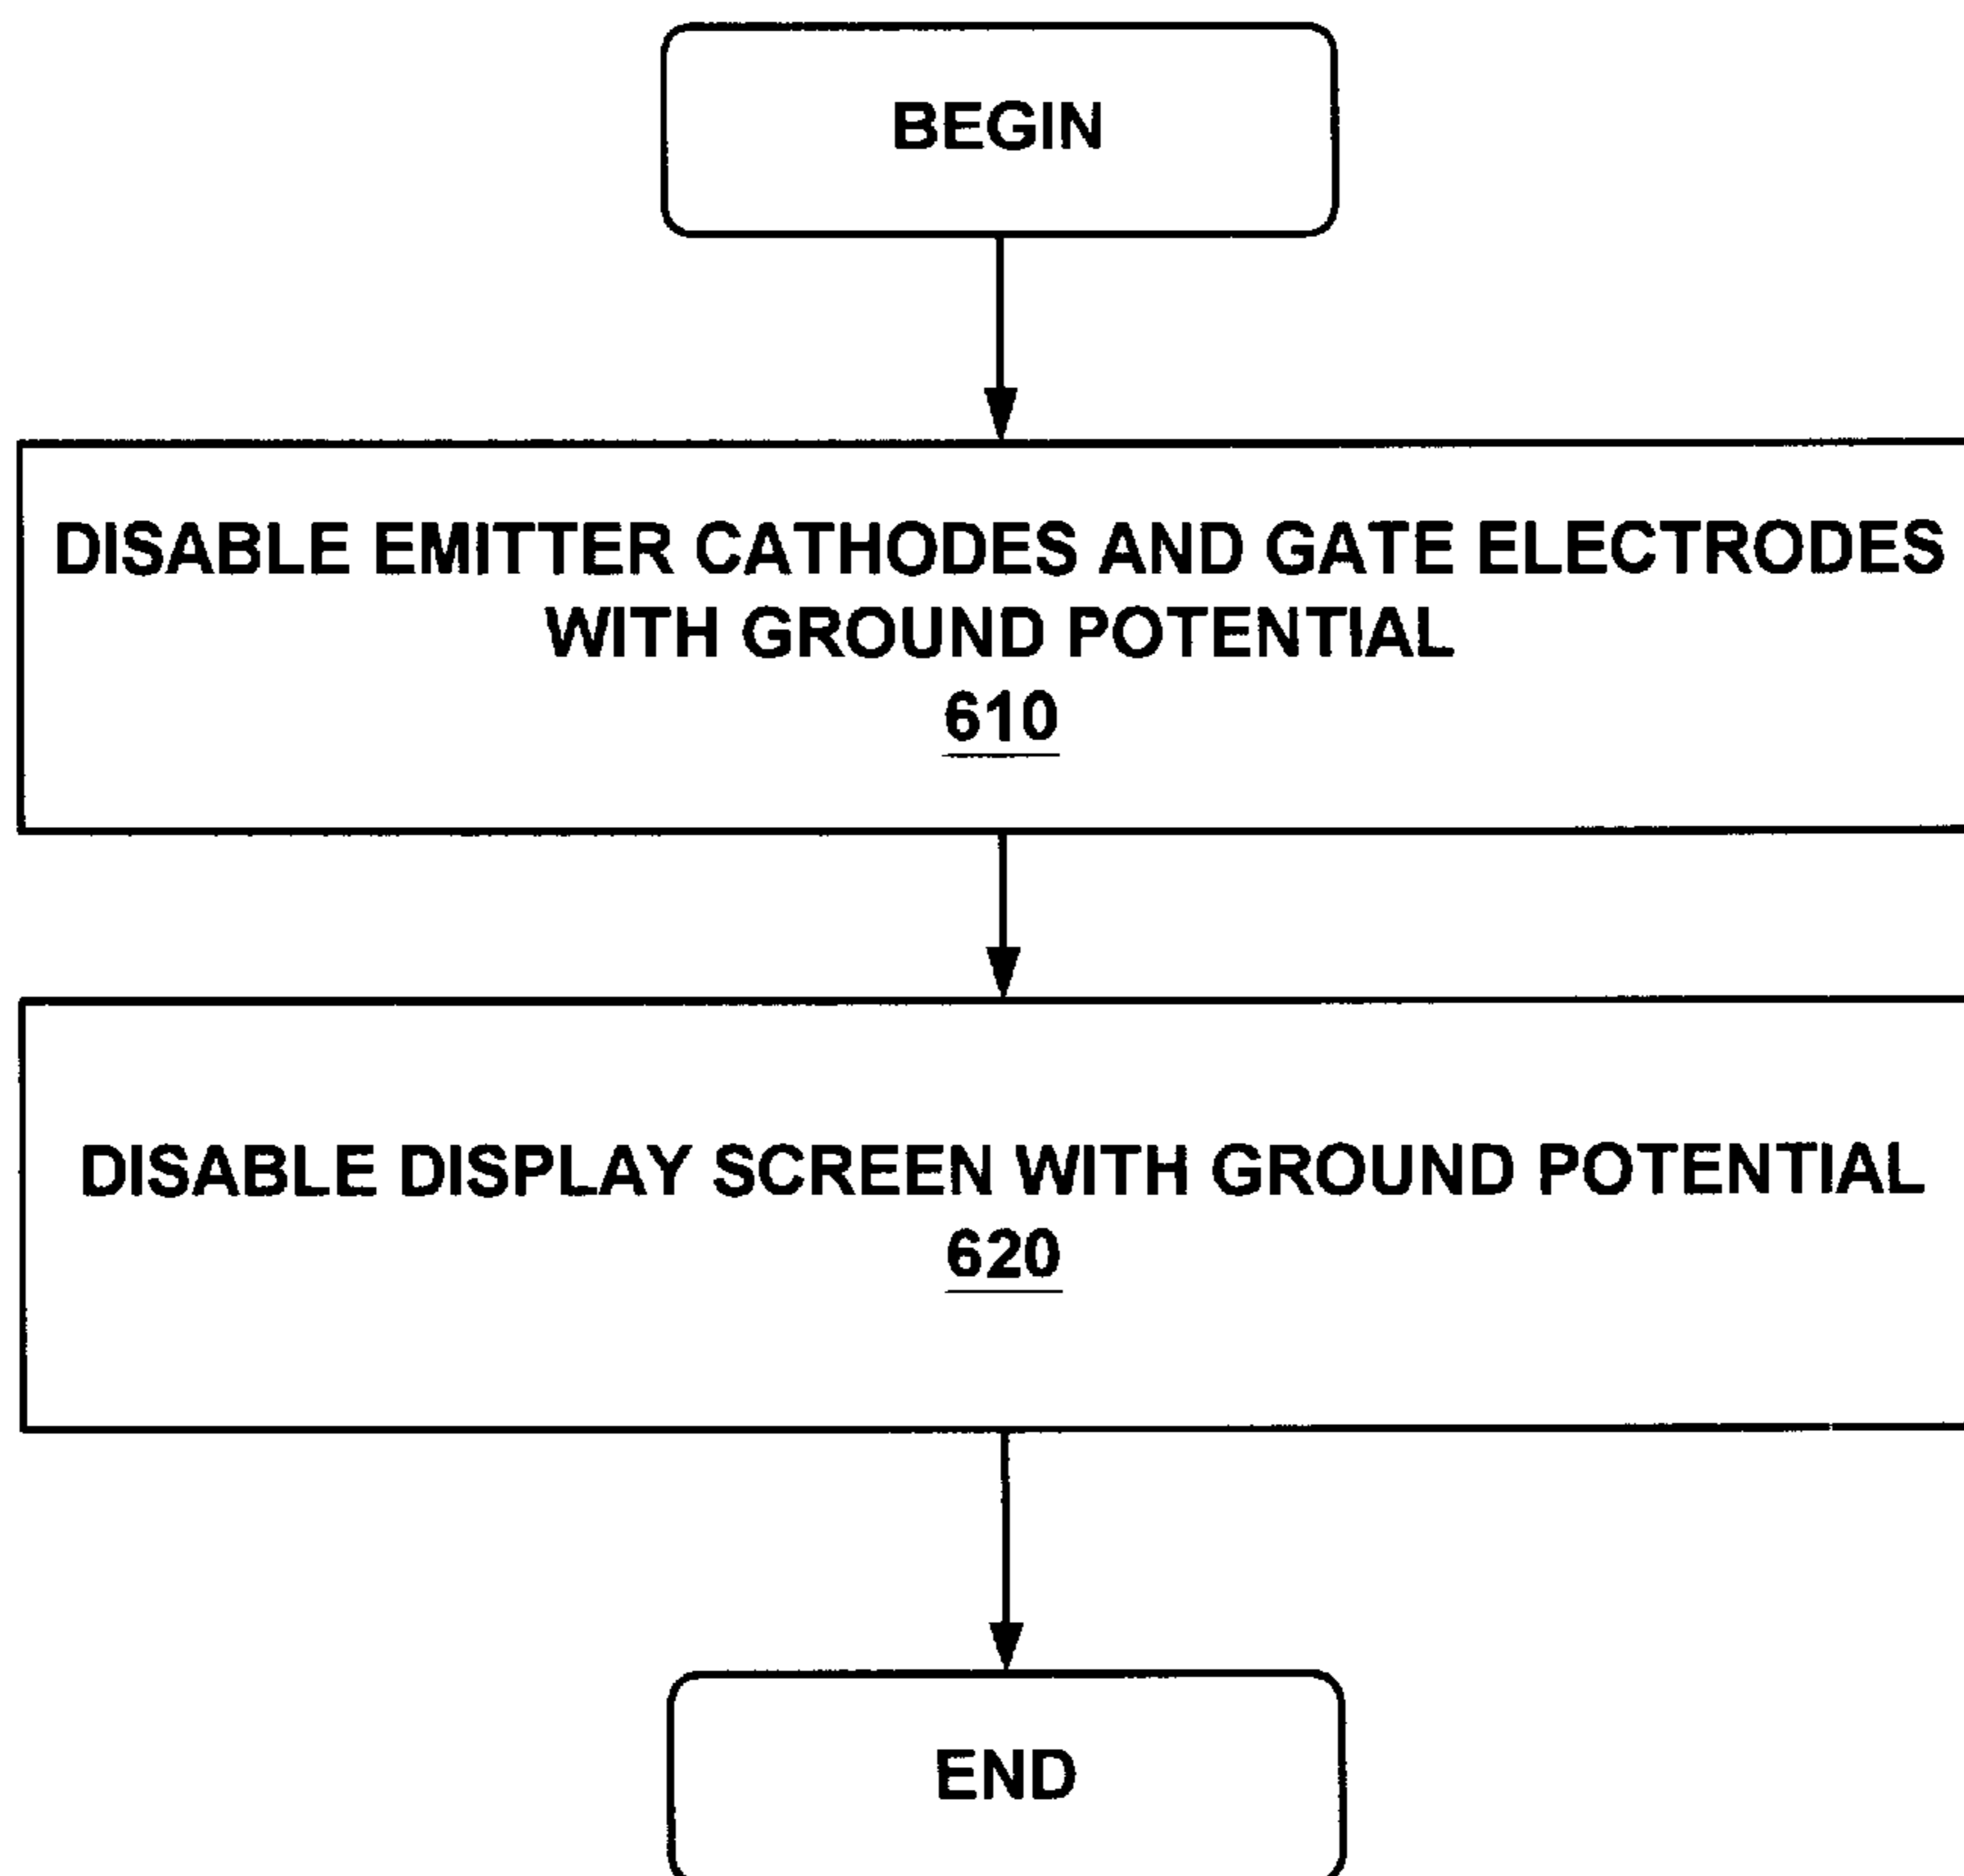 BEGIN
DISABLE EMITTER CATHODES AND GATE ELECTRODES
WITH GROUND POTENTIAL
610
DISABLE DISPLAY SCREEN WITH GROUND POTENTIAL
620
END